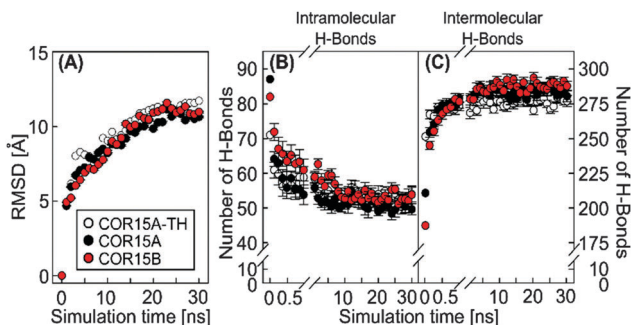 Intramolecular
H-Bonds
Intermolecular
H-Bonds
(A)
(B)
(C)
RMSD [Å]
15
10
5
0
COR15A-TH
COR15A
COR15B
0
10
20
30
Simulation time [ns]
Number of H-Bonds
90
80
70
60
50
40
10
0
0 0.5
10
20
30
Simulation time [ns]
0 0.5
10
20
30
Simulation time [ns]
300
275
250
225
200
175
10
0
Number of H-Bonds